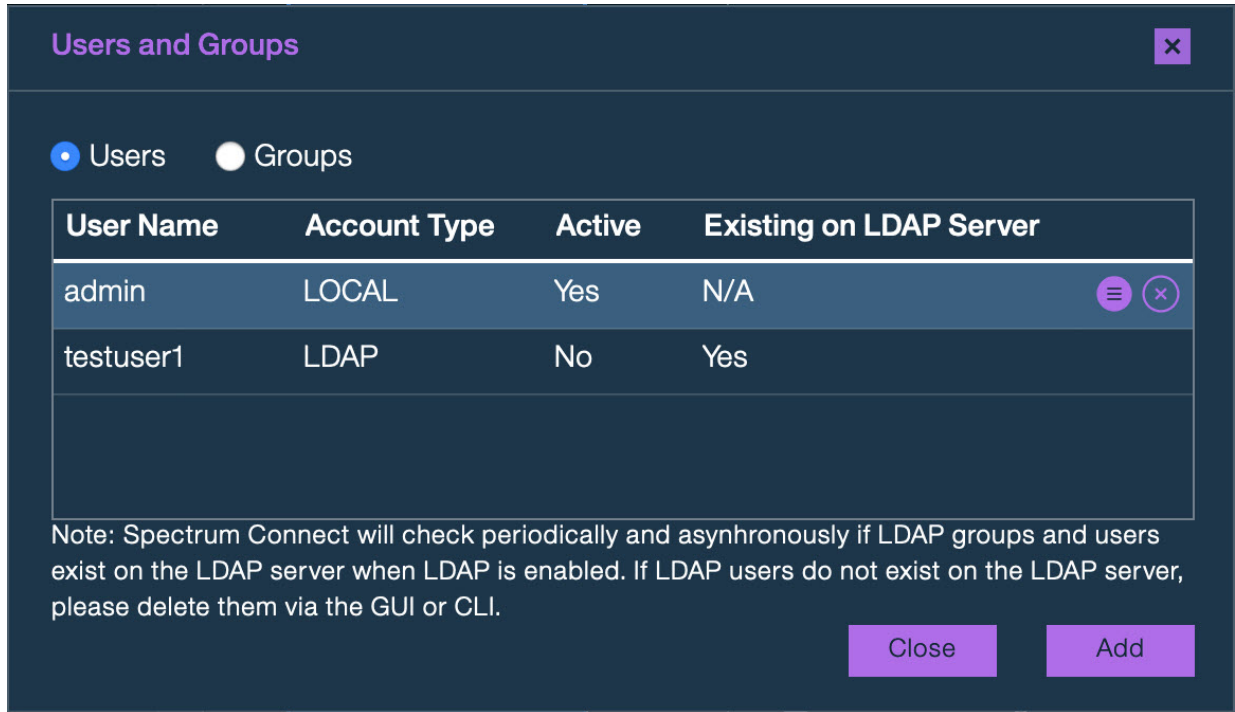 Users and Groups
Users Groups
User Name Account Type Active Existing on LDAP Server
admin LOCAL Yes N/A
testuser1 LDAP No Yes
Note: Spectrum Connect will check periodically and asynhronously if LDAP groups and users
exist on the LDAP server when LDAP is enabled. If LDAP users do not exist on the LDAP server,
please delete them via the GUI or CLI.
Close Add